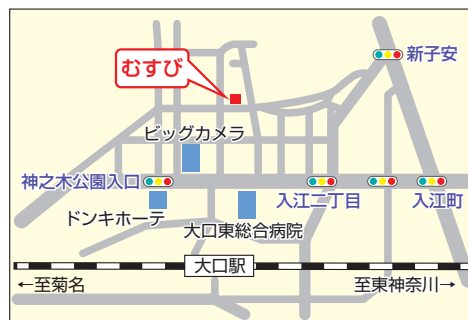 新子安
むすび
ビッグカメラ
神之木公園入口
入江二丁目
入江町
ドンキホーテ
大口東総合病院
大口駅
←至菊名
至東神奈川→